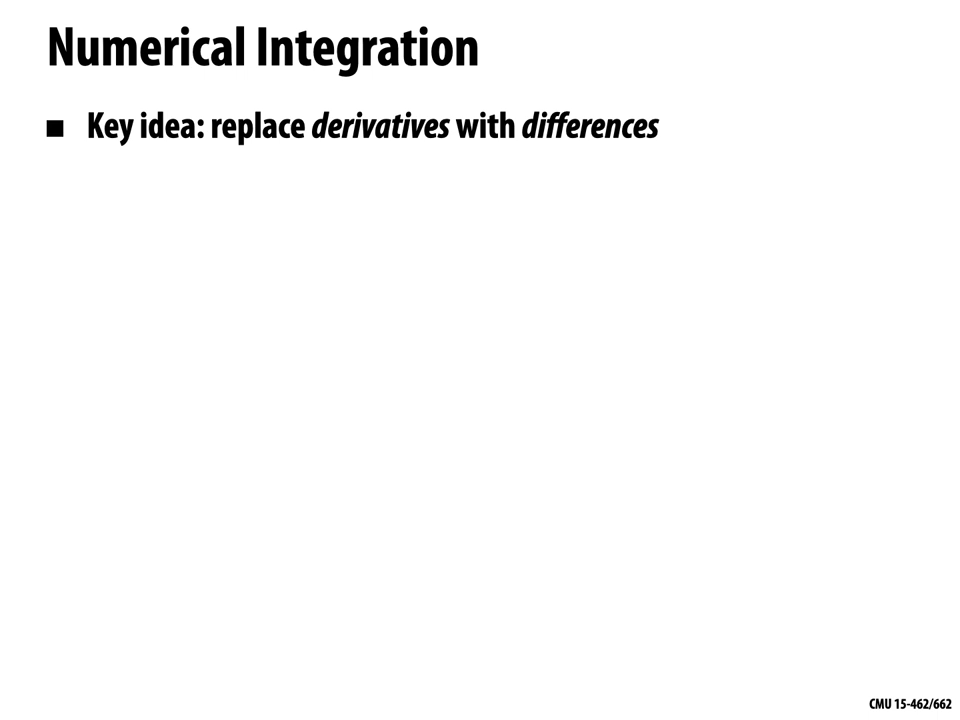 Numerical Integration
■ Key idea: replace derivatives with differences
CMU 15-462/662